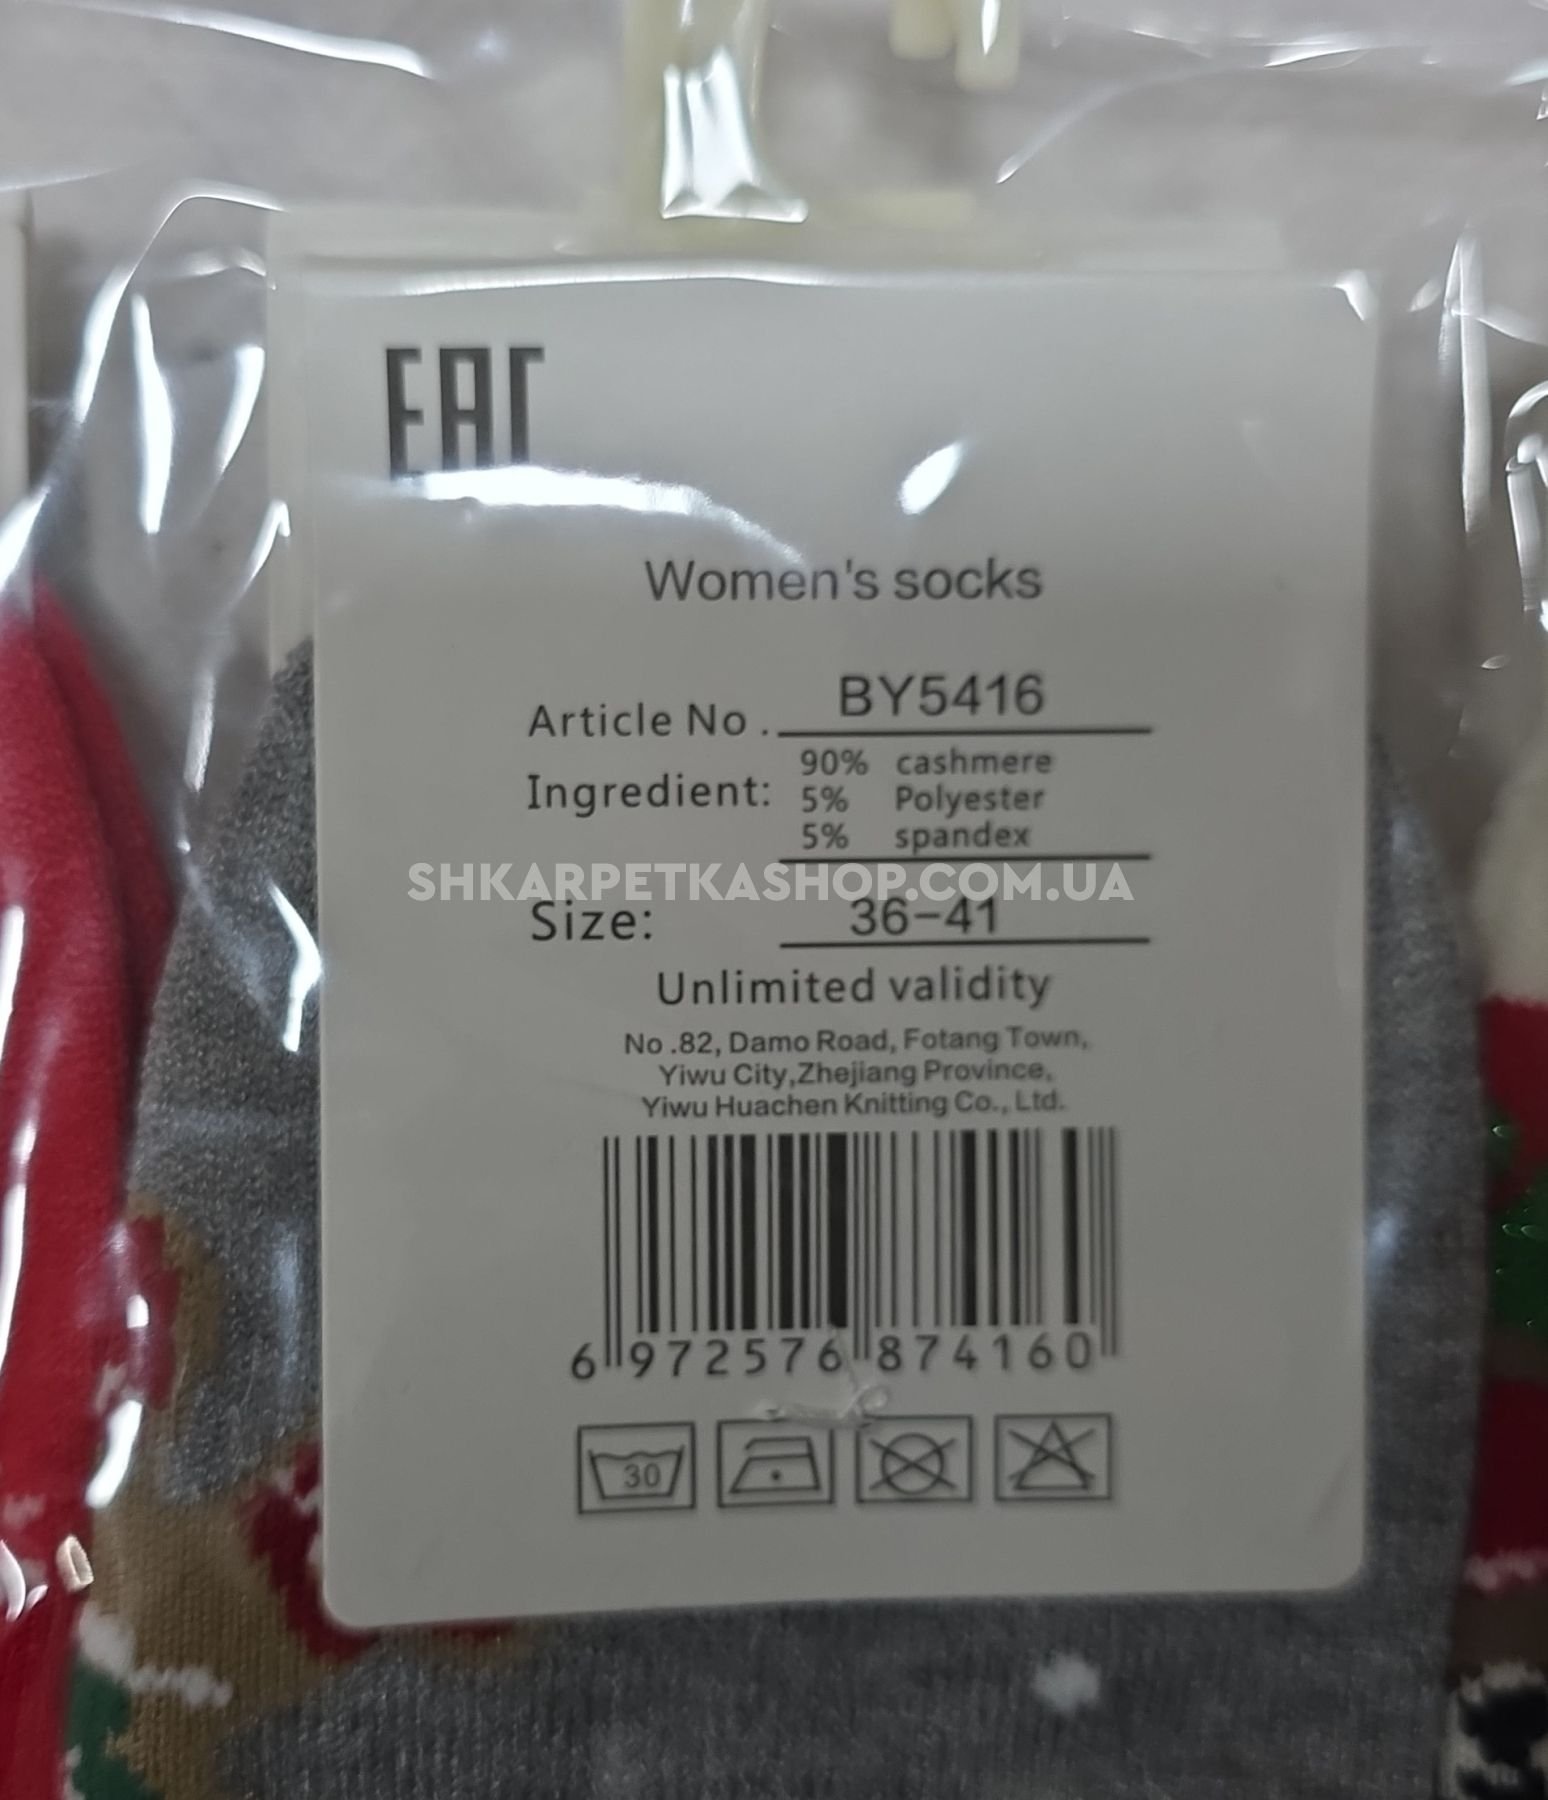 EAC
Women's socks
Article No . BY5416
Ingredient: 90% cashmere
5% Polyester
5% spandex
SHKARPETKASHOP.COM.UA
Size: 36-41
Unlimited validity
No .82, Damo Road, Fotang Town,
Yiwu City,Zhejiang Province,
Yiwu Huachen Knitting Co., Ltd.
6 972576 874160
30